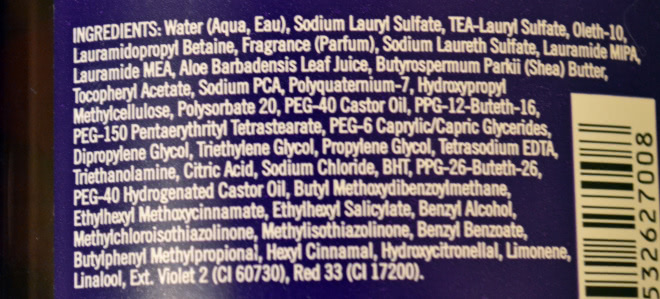 INGREDIENTS: Water (Aqua, Eau), Sodium Lauryl Sulfate, TEA-Lauryl Sulfate, Oleth-10,
Lauramidopropyl Betaine, Fragrance (Parfum), Sodium Laureth Sulfate, Lauramide MIPA,
Lauramide MEA, Aloe Barbadensis Leaf Juice, Butyrospermum Parkii (Shea) Butter,
Tocopheryl Acetate, Sodium PCA, Polyquaternium-7, Hydroxypropyl
Methylcellulose, Polysorbate 20, PEG-40 Castor Oil, PPG-12-Buteth-16,
PEG-150 Pentaerythrityl Tetrastearate, PEG-6 Caprylic/Capric Glycerides,
Dipropylene Glycol, Triethylene Glycol, Propylene Glycol, Tetrasodium EDTA,
Triethanolamine, Citric Acid, Sodium Chloride, BHT, PPG-26-Buteth-26,
PEG-40 Hydrogenated Castor Oil, Butyl Methoxydibenzoylmethane,
Ethylhexyl Methoxycinnamate, Ethylhexyl Salicylate, Benzyl Alcohol,
Methylchloroisothiazolinone, Methylisothiazolinone, Benzyl Benzoate,
Butylphenyl Methylpropional, Hexyl Cinnamal, Hydroxycitronellal, Limonene,
Linalool, Ext. Violet 2 (CI 60730), Red 33 (CI 17200).
532627008